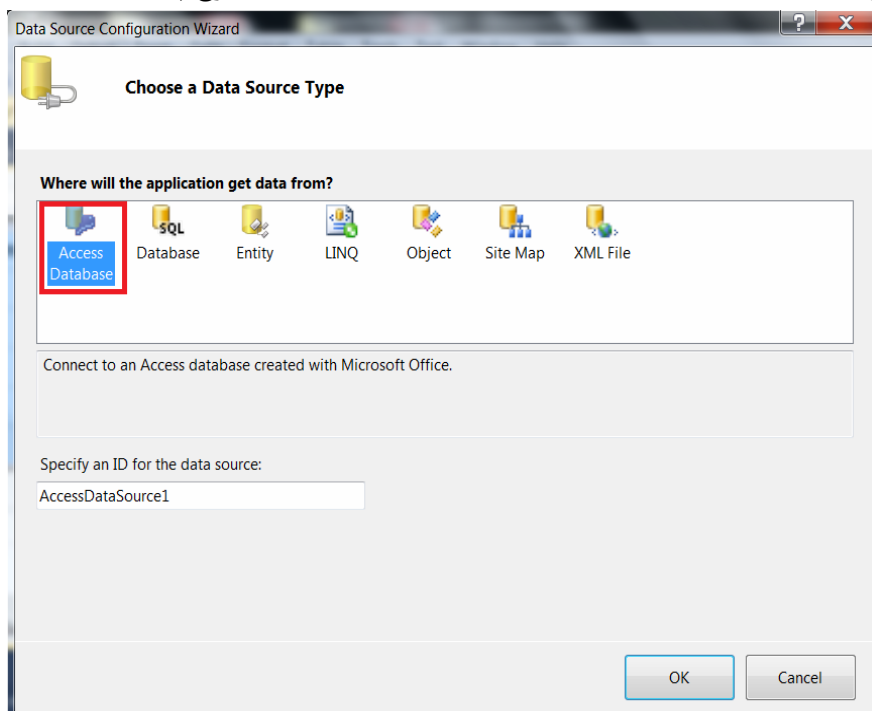 Data Source Configuration Wizard
? X
Choose a Data Source Type
Where will the application get data from?
Access Database
SQL Database
Entity
LINQ
Object
Site Map
XML File
Connect to an Access database created with Microsoft Office.
Specify an ID for the data source:
AccessDataSource1
OK Cancel